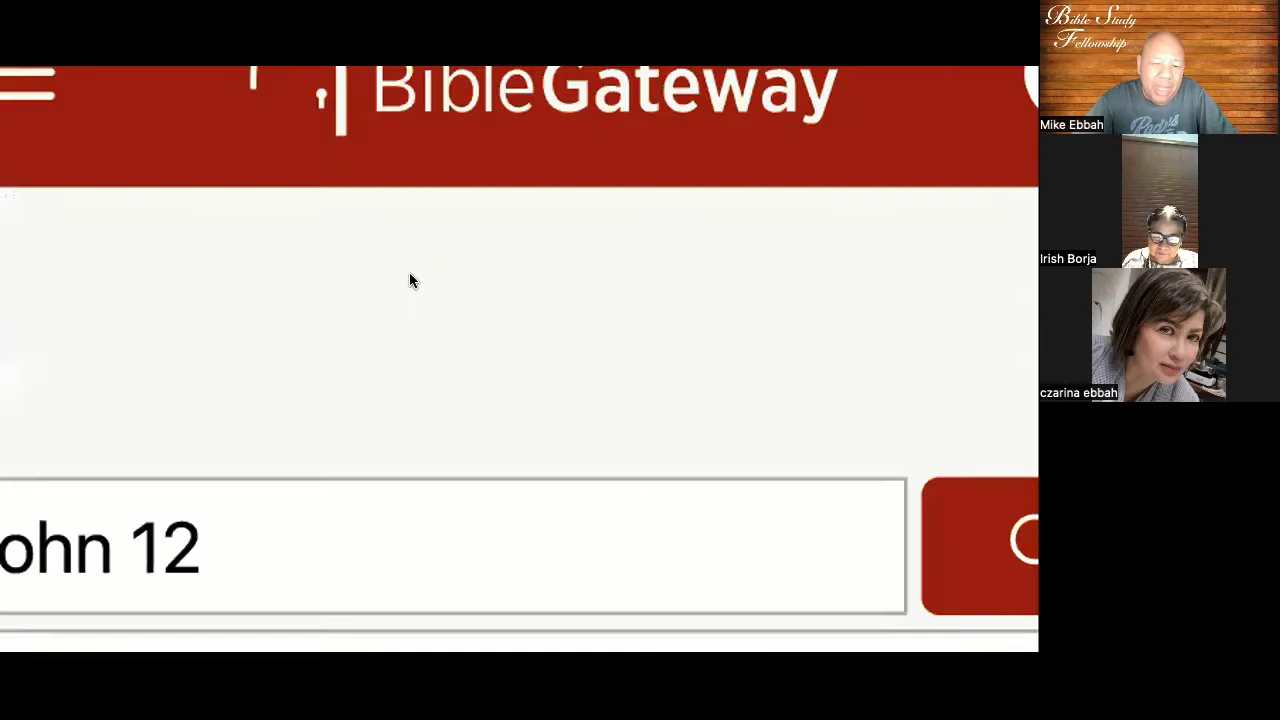 BibleGateway
ohn 12
Bible Study
Fellowship
Mike Ebbah
Irish Borja
czarina ebbah